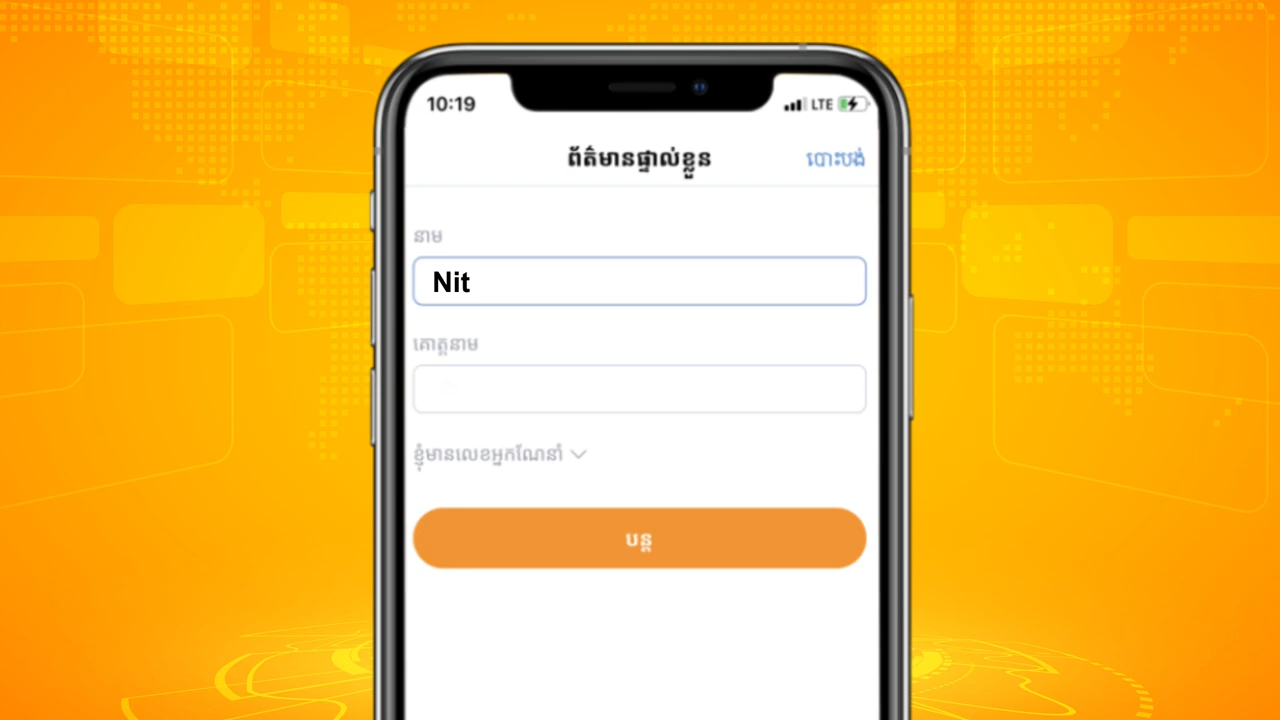 10:19
LTE
ព័ត៌មានផ្ទាល់ខ្លួន
បោះបង់
នាម
Nit
គោត្តនាម
ខ្ញុំមានលេខអ្នកណែនាំ
បន្ត